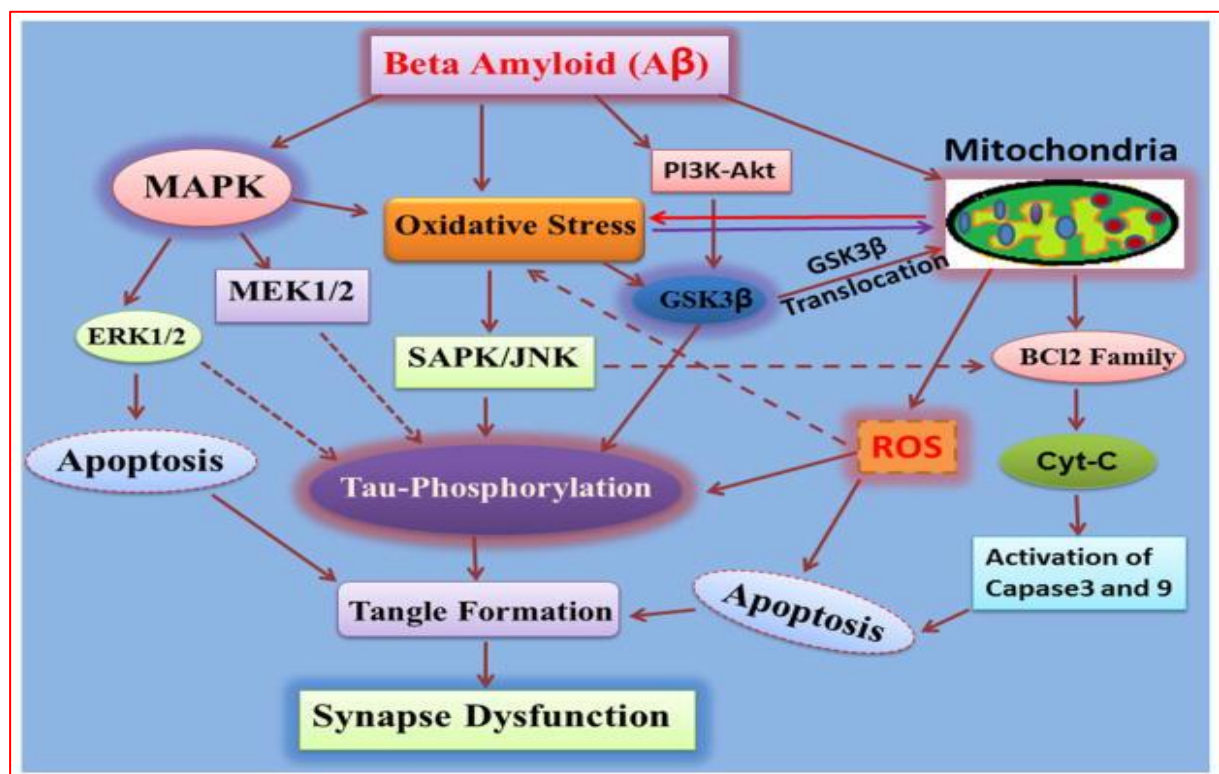 Beta Amyloid (Aβ)
Mitochondria
MAPK
PI3K-Akt
Oxidative Stress
GSK3β
Translocation
MEK1/2
GSK3β
ERK1/2
SAPK/JNK
BCl2 Family
ROS
Apoptosis
Cyt-C
Tau-Phosphorylation
Activation of
Capase3 and 9
Tangle Formation
Apoptosis
Synapse Dysfunction